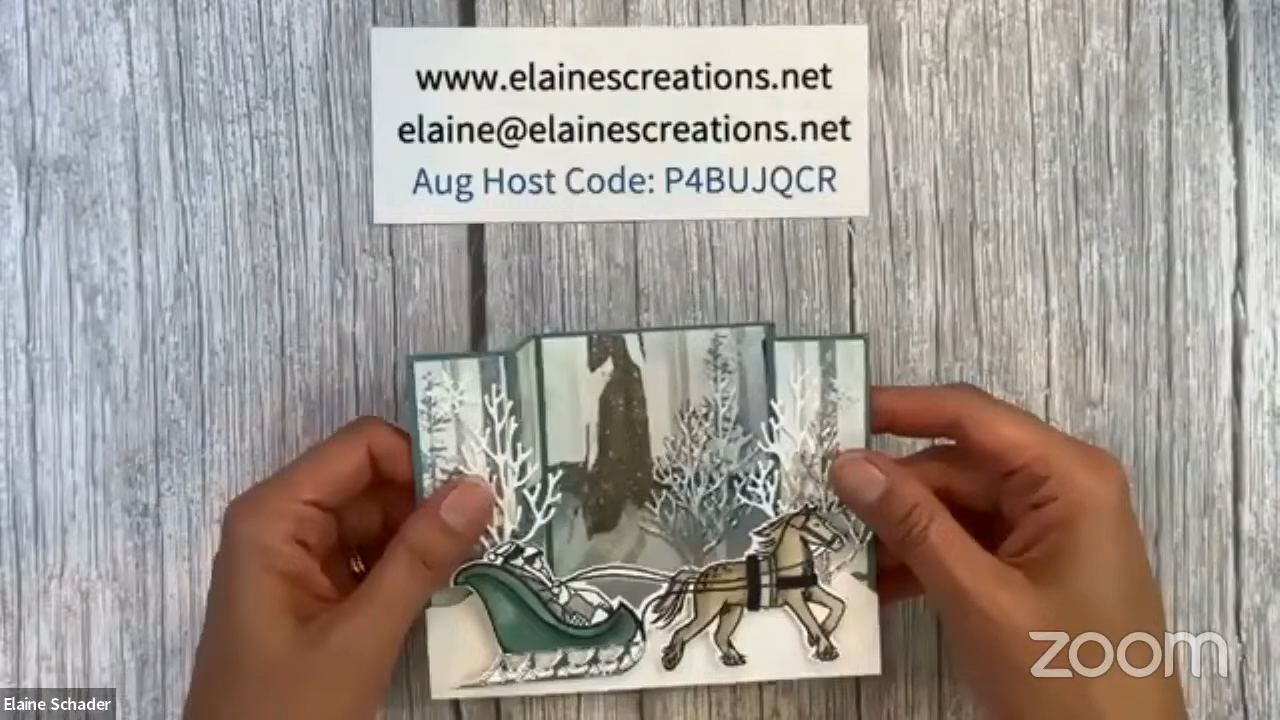 www.elainescreations.net
elaine@elainescreations.net
Aug Host Code: P4BUJQCR
zoom
Elaine Schader